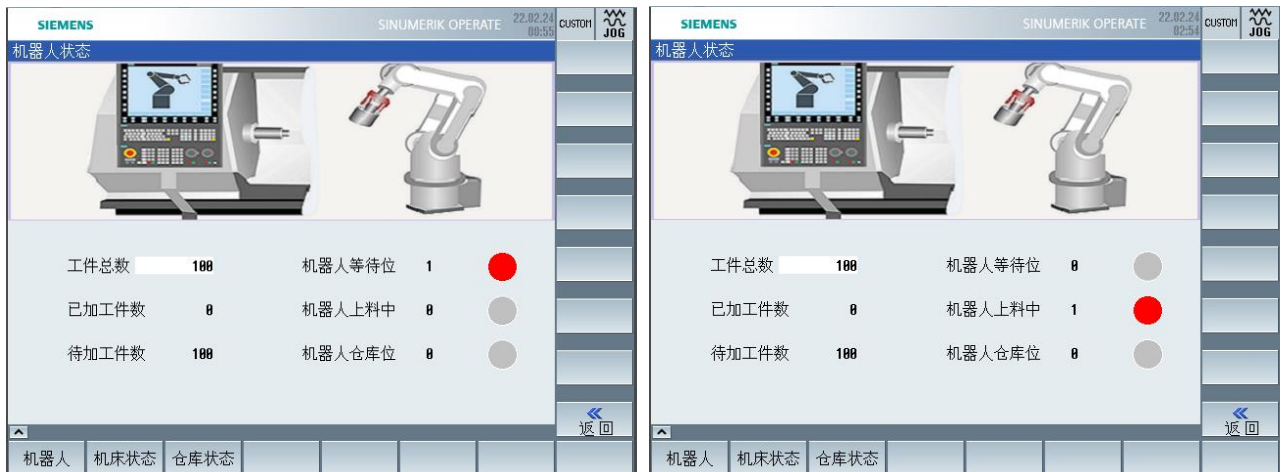 SIEMENS
SINUMERIK OPERATE
22.02.24
CUSTOM
JOG
机器人状态
工件总数 100 机器人等待位 1
已加工件数 0 机器人上料中 0
待加工件数 100 机器人仓库位 0
返回
机器人 机床状态 仓库状态
SIEMENS
SINUMERIK OPERATE
22.02.24
02:54
CUSTOM
JOG
机器人状态
工件总数 100 机器人等待位 0
已加工件数 0 机器人上料中 1
待加工件数 100 机器人仓库位 0
返回
机器人 机床状态 仓库状态